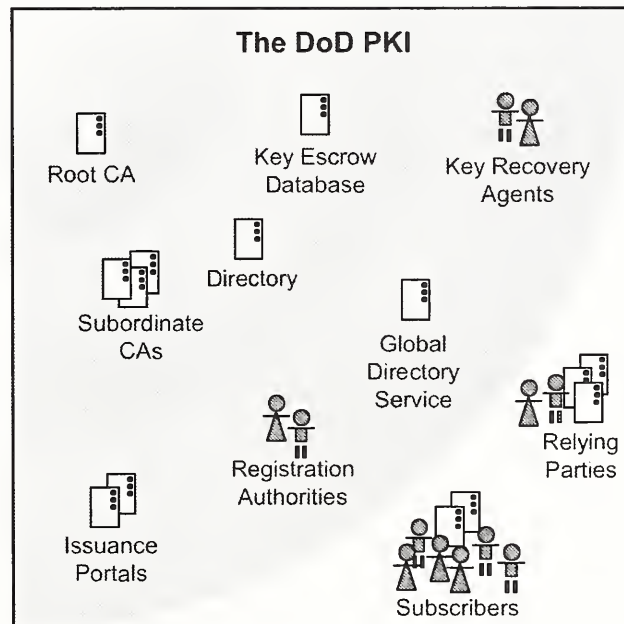 The DoD PKI
Root CA
Key Escrow
Database
Key Recovery
Agents
Directory
Subordinate
CAs
Global
Directory
Service
Relying
Parties
Registration
Authorities
Issuance
Portals
Subscribers